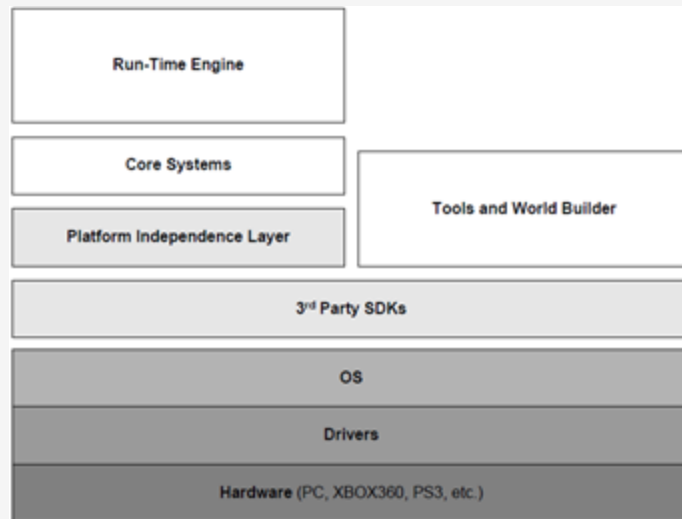 Run-Time Engine
Core Systems
Tools and World Builder
Platform Independence Layer
3rd Party SDKs
OS
Drivers
Hardware (PC, XBOX360, PS3, etc.)